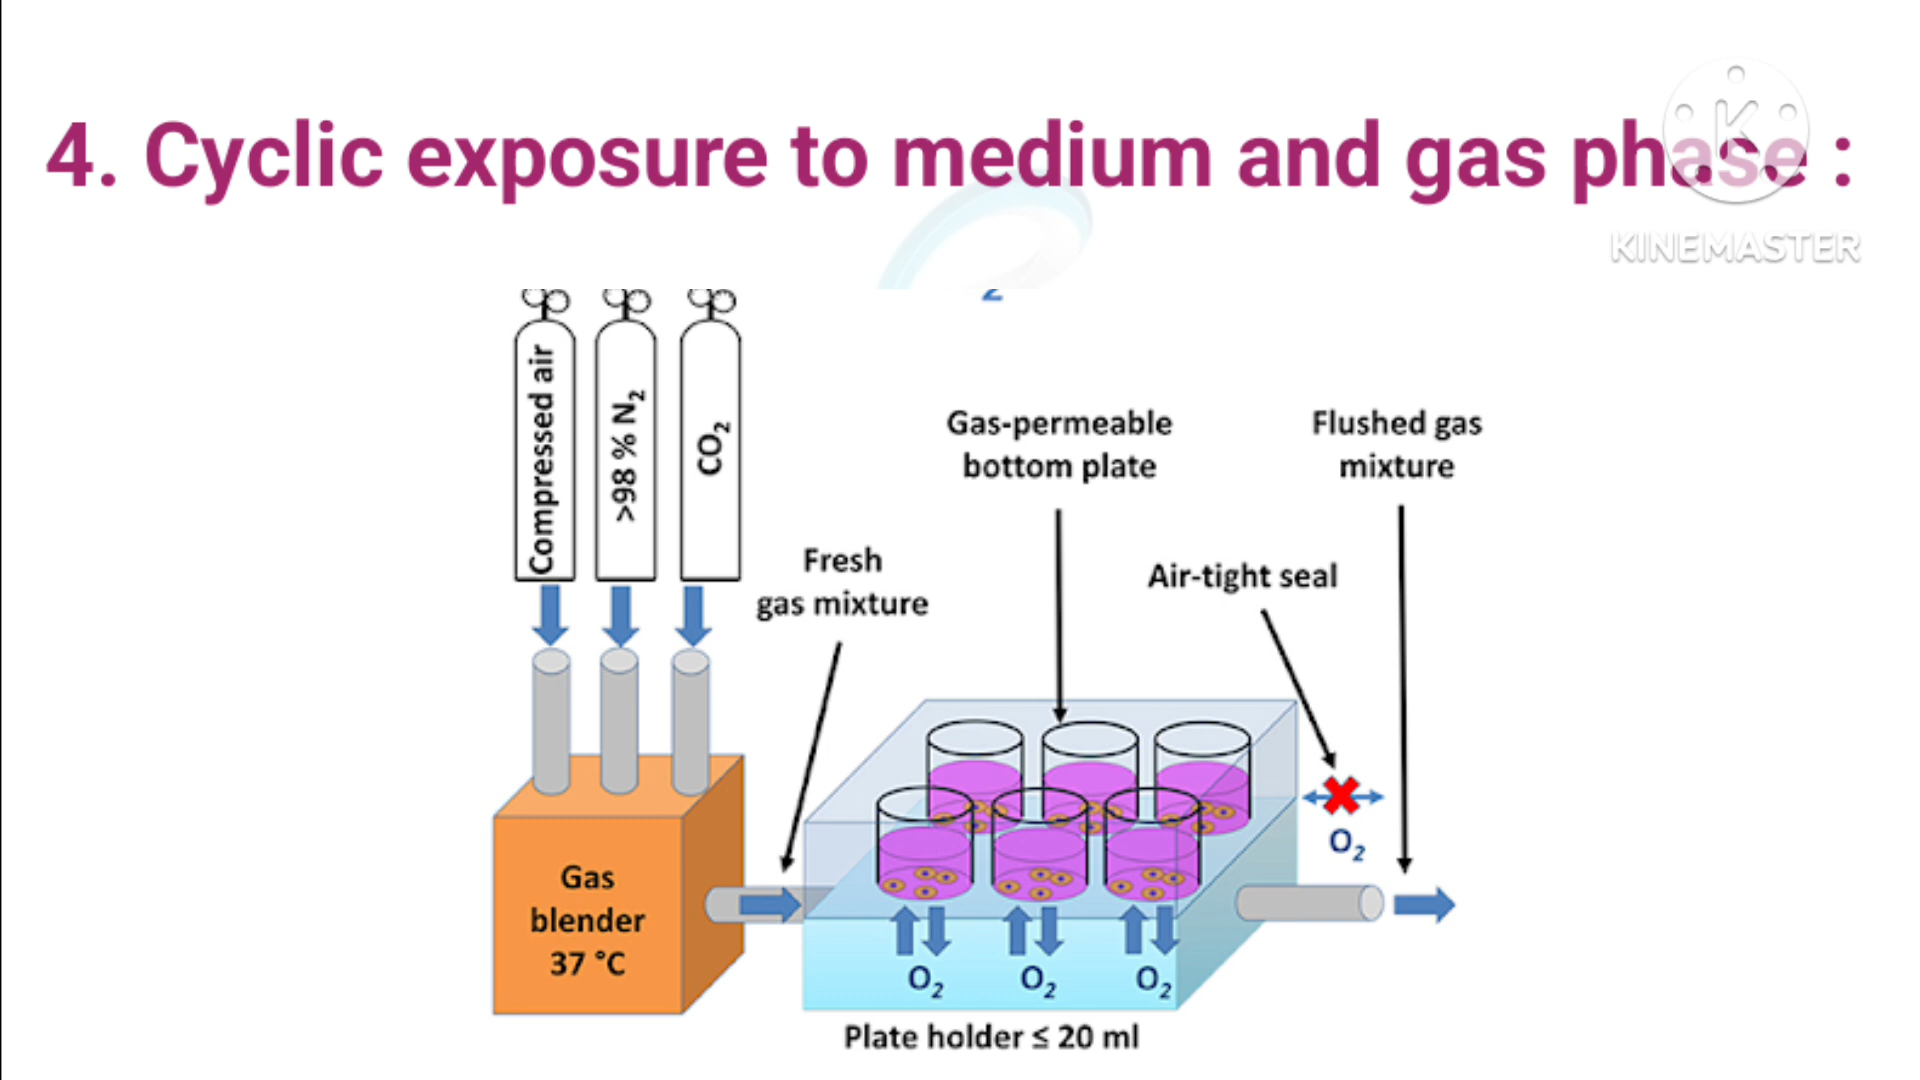 4. Cyclic exposure to medium and gas phase :
K
KINEMASTER
2
Compressed air
>98 % N2
CO2
Gas-permeable
bottom plate
Flushed gas
mixture
Fresh
gas mixture
Air-tight seal
O2
Gas
blender
37 °C
O2
O2
O2
Plate holder ≤ 20 ml